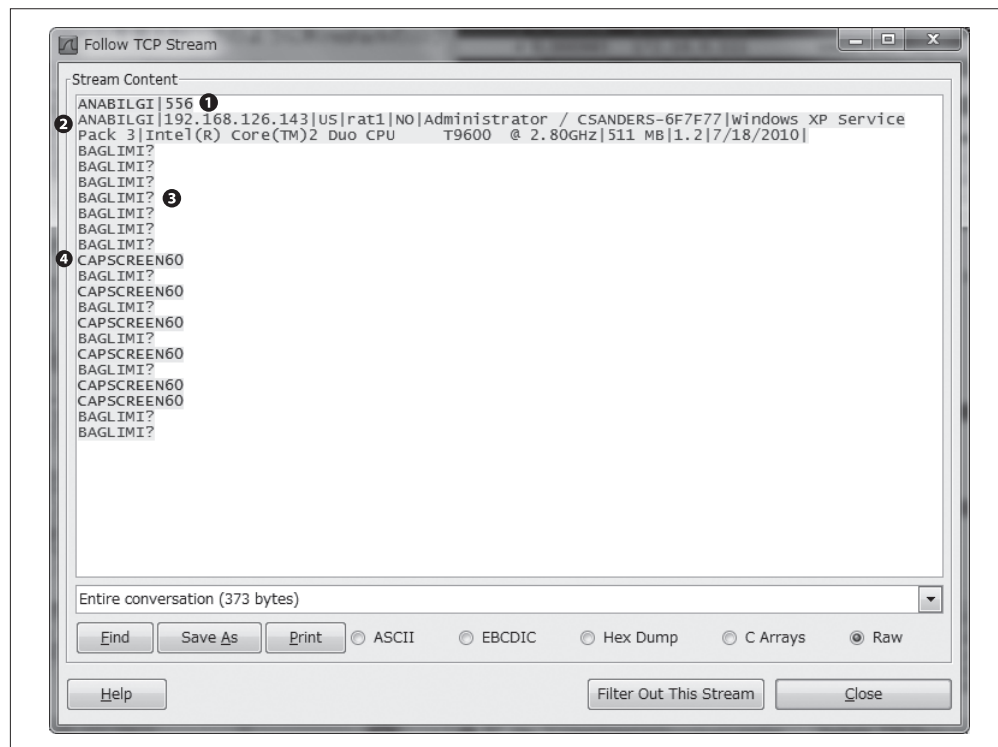 Follow TCP Stream
Stream Content
ANABILGI|556 ❶
❷ ANABILGI|192.168.126.143|US|rat1|NO|Administrator / CSANDERS-6F7F77|Windows XP Service
Pack 3|Intel(R) Core(TM)2 Duo CPU T9600 @ 2.80GHz|511 MB|1.2|7/18/2010|
BAGLIMI?
BAGLIMI?
BAGLIMI?
BAGLIMI? ❸
BAGLIMI?
BAGLIMI?
BAGLIMI?
❹ CAPSCREEN60
BAGLIMI?
CAPSCREEN60
BAGLIMI?
CAPSCREEN60
BAGLIMI?
CAPSCREEN60
BAGLIMI?
CAPSCREEN60
CAPSCREEN60
BAGLIMI?
BAGLIMI?
Entire conversation (373 bytes)
Find Save As Print ASCII EBCDIC Hex Dump C Arrays Raw
Help Filter Out This Stream Close